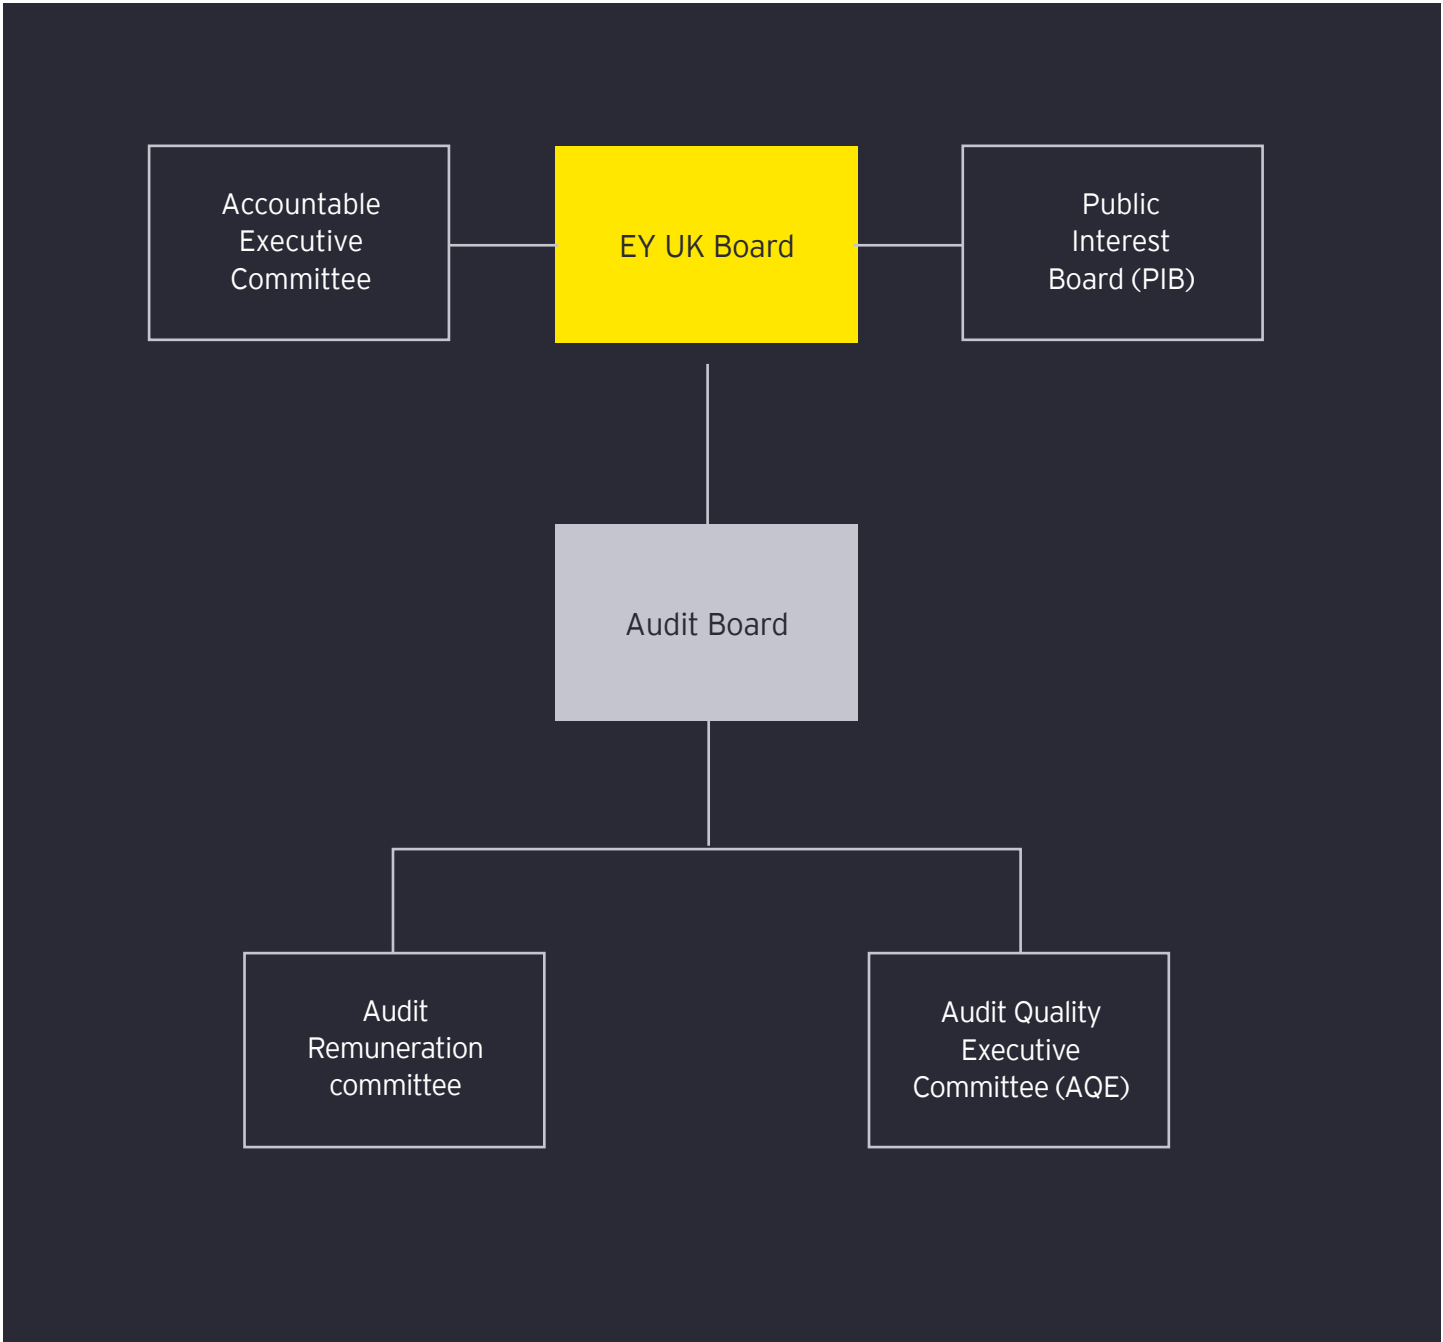 Accountable
Executive
Committee
EY UK Board
Public
Interest
Board (PIB)
Audit Board
Audit
Remuneration
committee
Audit Quality
Executive
Committee (AQE)